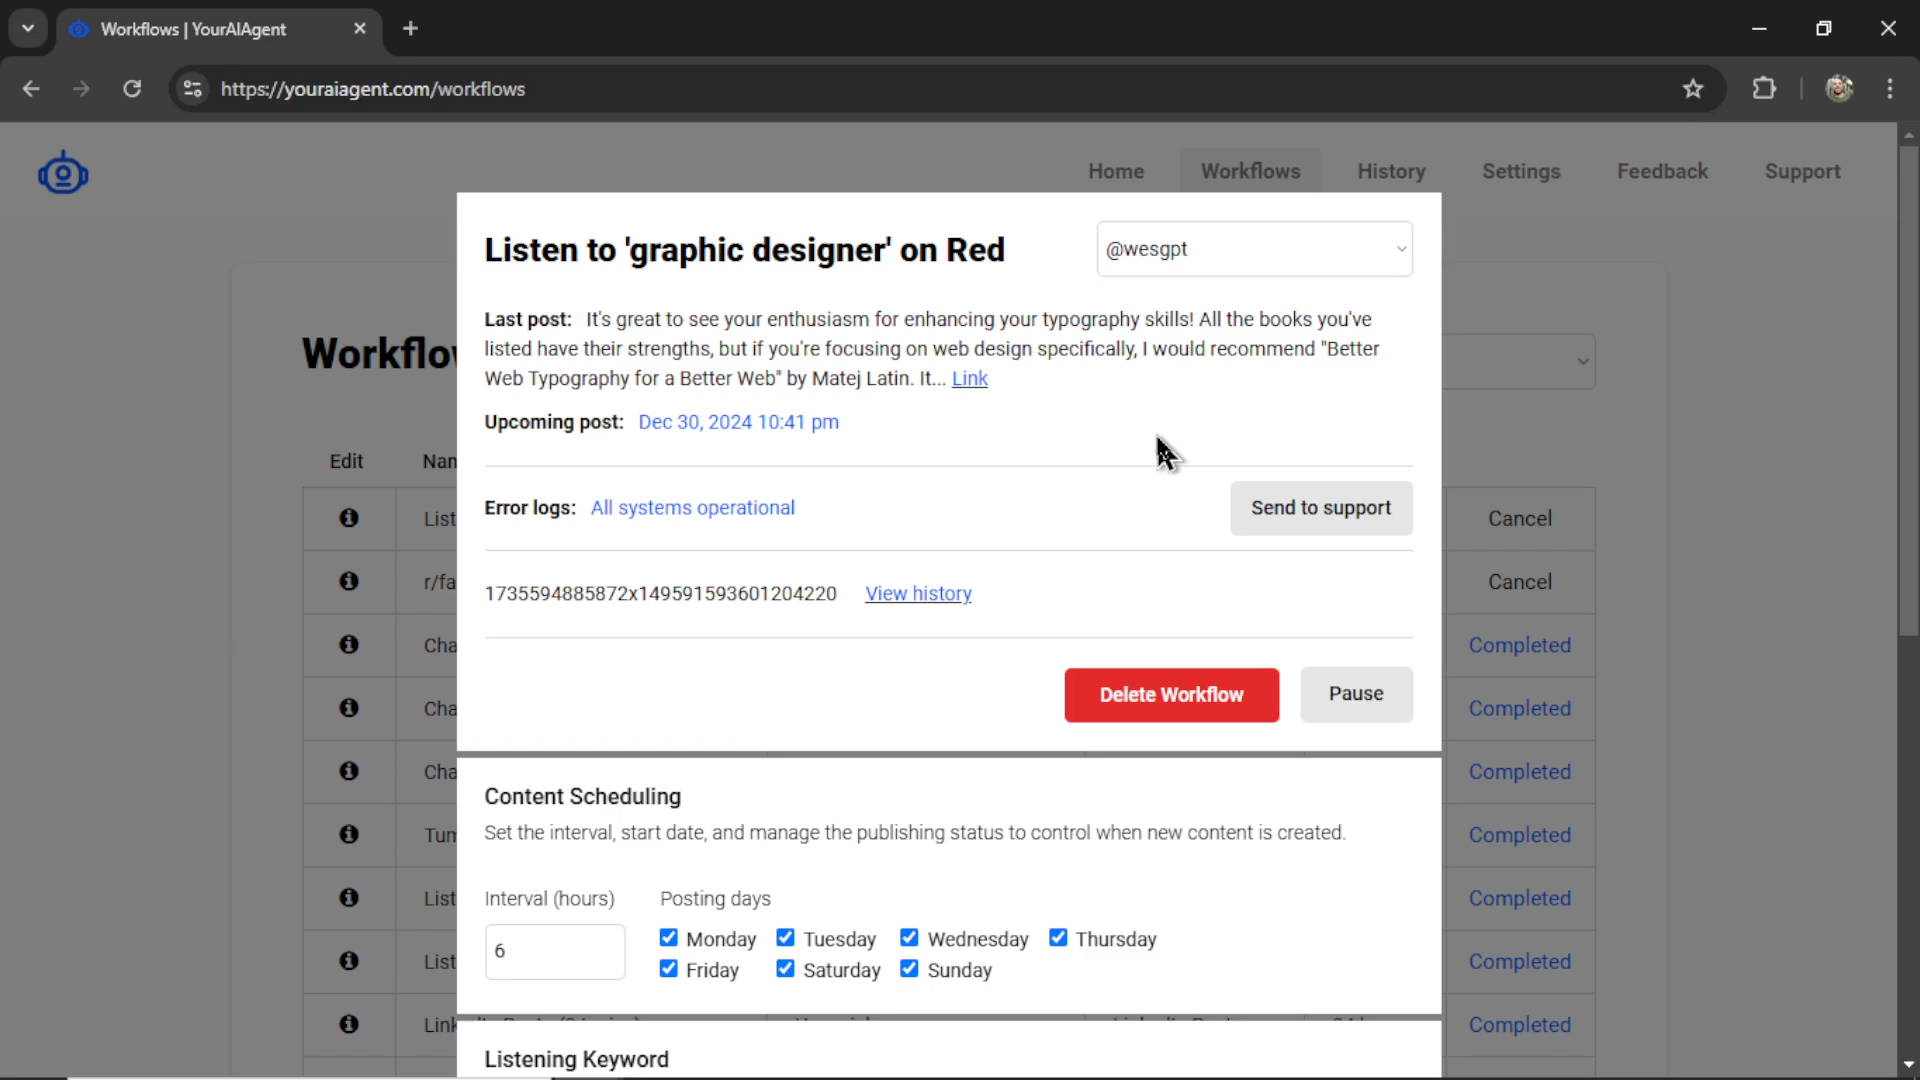 Workflows | YourAIAgent
https://youraiagent.com/workflows
Home Workflows History Settings Feedback Support
Listen to 'graphic designer' on Red
@wesgpt
Last post: It's great to see your enthusiasm for enhancing your typography skills! All the books you've
listed have their strengths, but if you're focusing on web design specifically, I would recommend "Better
Web Typography for a Better Web" by Matej Latin. It... Link
Upcoming post: Dec 30, 2024 10:41 pm
Error logs: All systems operational
Send to support
1735594885872x149591593601204220 View history
Delete Workflow Pause
Content Scheduling
Set the interval, start date, and manage the publishing status to control when new content is created.
Interval (hours) Posting days
6
Monday Tuesday Wednesday Thursday
Friday Saturday Sunday
Listening Keyword
Workflo
Edit Nan
List Cancel
r/fa Cancel
Cha Completed
Cha Completed
Cha Completed
Tum Completed
List Completed
List Completed
Link Completed